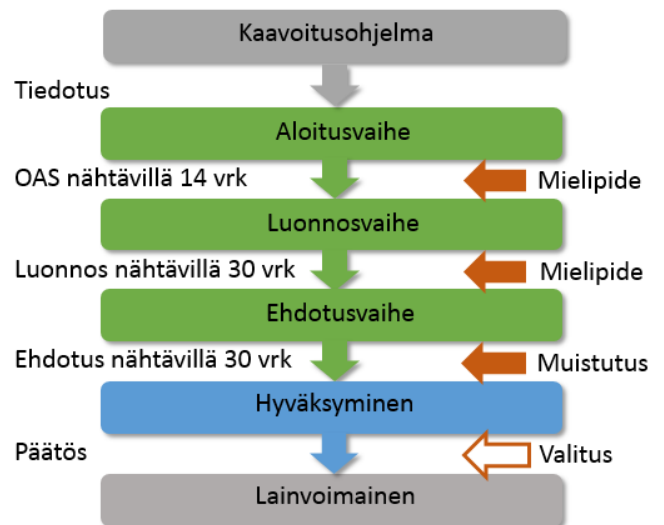 Kaavoitusohjelma
Tiedotus
Aloitusvaihe
OAS nähtävillä 14 vrk
Mielipide
Luonnosvaihe
Luonnos nähtävillä 30 vrk
Mielipide
Ehdotusvaihe
Ehdotus nähtävillä 30 vrk
Muistutus
Hyväksyminen
Päätös
Valitus
Lainvoimainen